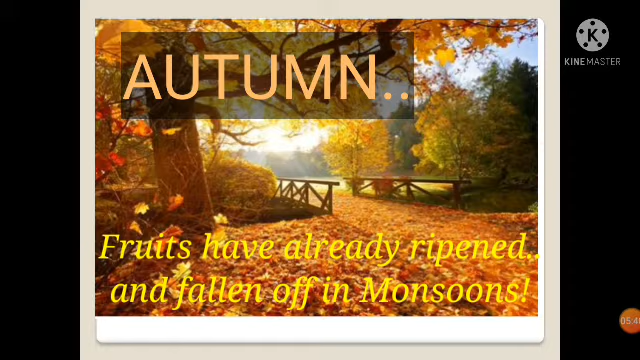 AUTUMN..
KINEMASTER
Fruits have already ripened..
and fallen off in Monsoons!